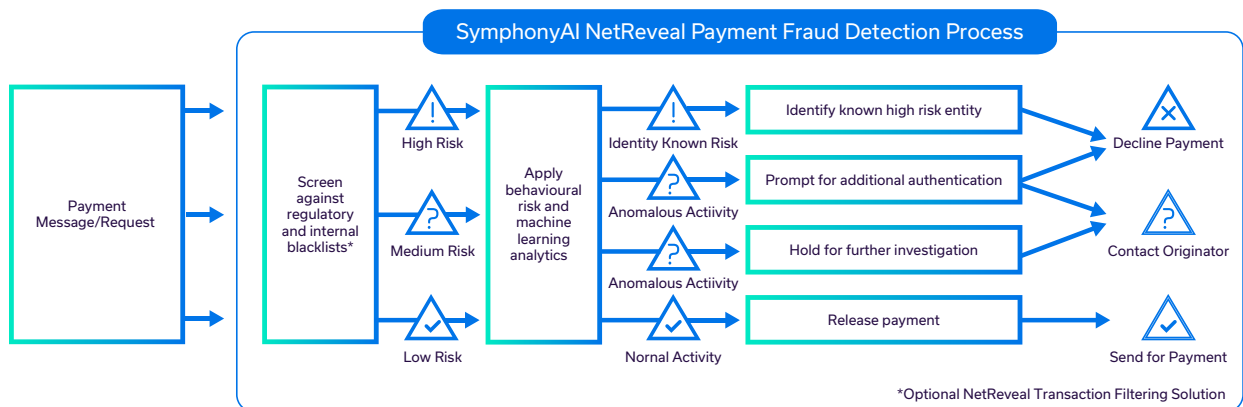 SymphonyAI NetReveal Payment Fraud Detection Process
Payment
Message/Request
Screen
against
regulatory
and internal
blacklists*
High Risk
Medium Risk
Low Risk
Apply
behavioural
risk and
machine
learning
analytics
Identity Known Risk
Anomalous Actiivity
Anomalous Actiivity
Nornal Activity
Identify known high risk entity
Prompt for additional authentication
Hold for further investigation
Release payment
Decline Payment
Contact Originator
Send for Payment
*Optional NetReveal Transaction Filtering Solution